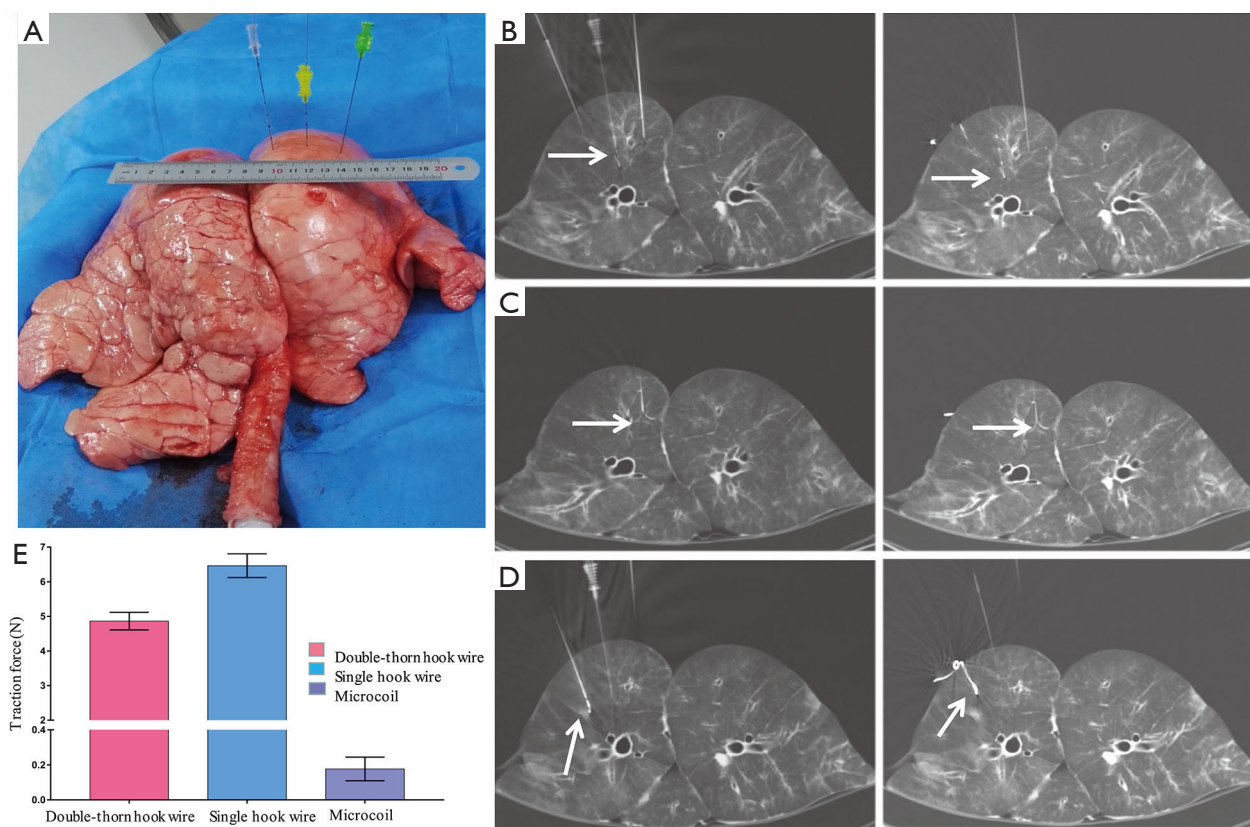 A
B
1 2 3 4 5 6 7 8 9 10 11 12 13 14 15 16 17 18 19 20
C
D
E
7
6
5
4
3
2
0.4
0.2
0.0
Traction force (N)
Double-thorn hook wire
Single hook wire
Microcoil
Double-thorn hook wire Single hook wire Microcoil